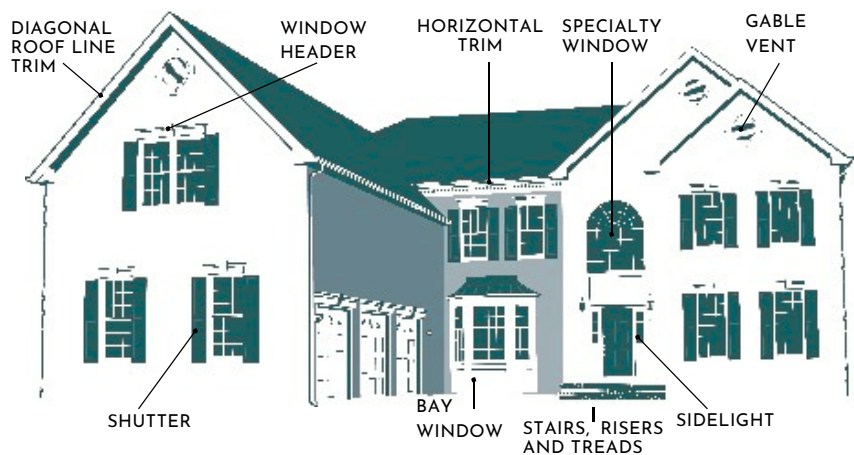 DIAGONAL
ROOF LINE
TRIM
WINDOW
HEADER
HORIZONTAL
TRIM
SPECIALTY
WINDOW
GABLE
VENT
SHUTTER
BAY
WINDOW
STAIRS, RISERS
AND TREADS
SIDELIGHT